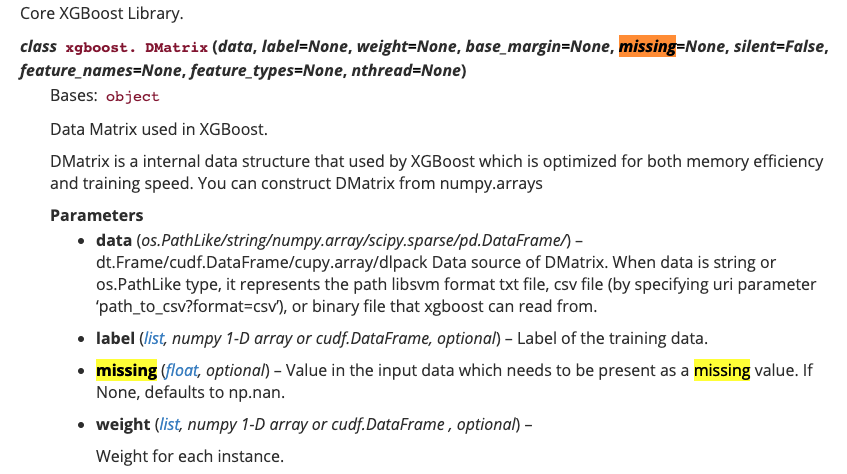 Core XGBoost Library.
class xgboost. DMatrix (data, label=None, weight=None, base_margin=None, missing=None, silent=False,
feature_names=None, feature_types=None, nthread=None)
Bases: object
Data Matrix used in XGBoost.
DMatrix is a internal data structure that used by XGBoost which is optimized for both memory efficiency
and training speed. You can construct DMatrix from numpy.arrays
Parameters
• data (os.PathLike/string/numpy.array/scipy.sparse/pd.DataFrame/) –
dt.Frame/cudf.DataFrame/cupy.array/dlpack Data source of DMatrix. When data is string or
os.PathLike type, it represents the path libsvm format txt file, csv file (by specifying uri parameter
‘path_to_csv?format=csv’), or binary file that xgboost can read from.
• label (list, numpy 1-D array or cudf.DataFrame, optional) – Label of the training data.
• missing (float, optional) – Value in the input data which needs to be present as a missing value. If
None, defaults to np.nan.
• weight (list, numpy 1-D array or cudf.DataFrame , optional) –
Weight for each instance.